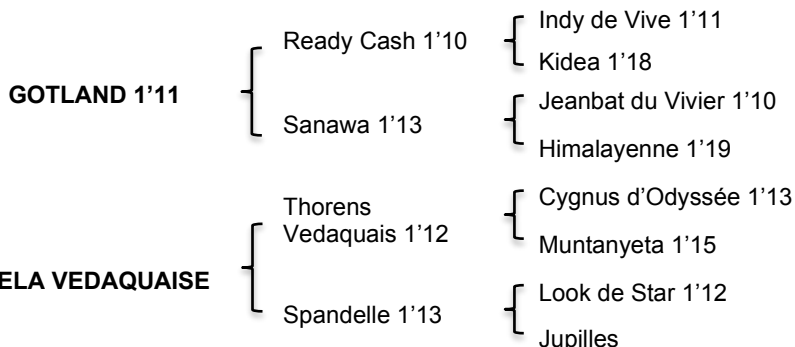 Indy de Vive 1’11
Ready Cash 1’10
Kidea 1’18
GOTLAND 1’11
Jeanbat du Vivier 1’10
Sanawa 1’13
Himalayenne 1’19
Cygnus d’Odyssée 1’13
Thorens
Vedaquais 1’12
Muntanyeta 1’15
ELA VEDAQUAISE
Look de Star 1’12
Spandelle 1’13
Jupilles